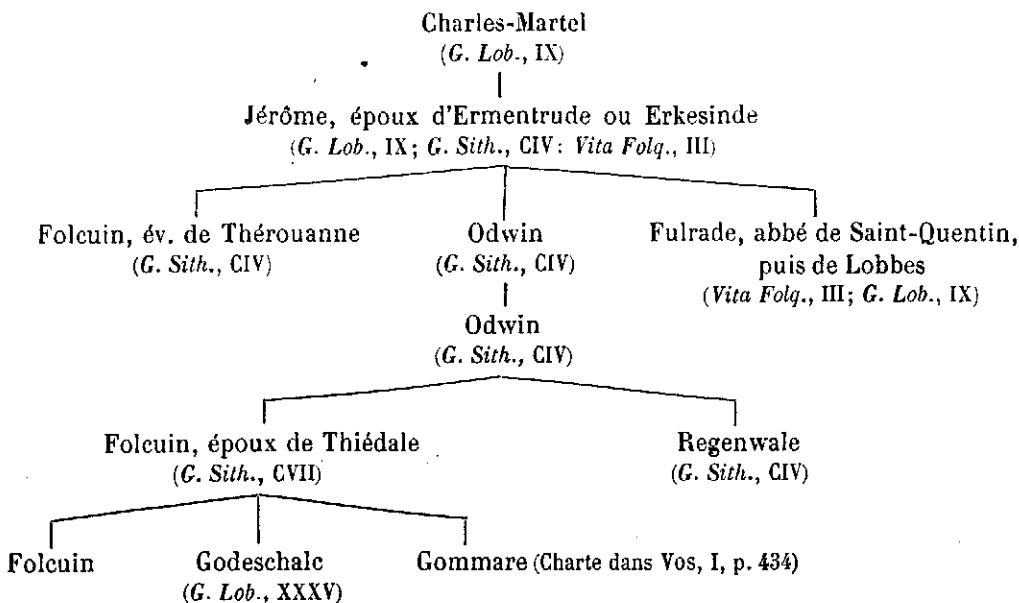 Charles-Martel
(G. Lob., IX)
Jérôme, époux d'Ermentrude ou Erkesinde
(G. Lob., IX; G. Sith., CIV: Vita Folq., III)
Folcuin, év. de Thérouanne
(G. Sith., CIV)
Odwin
(G. Sith., CIV)
Fulrade, abbé de Saint-Quentin,
puis de Lobbes
(Vita Folq., III; G. Lob., IX)
Odwin
(G. Sith., CIV)
Folcuin, époux de Thiédale
(G. Sith., CVII)
Regenwale
(G. Sith., CIV)
Folcuin
Godeschalc
(G. Lob., XXXV)
Gommare (Charte dans Vos, I, p. 434)